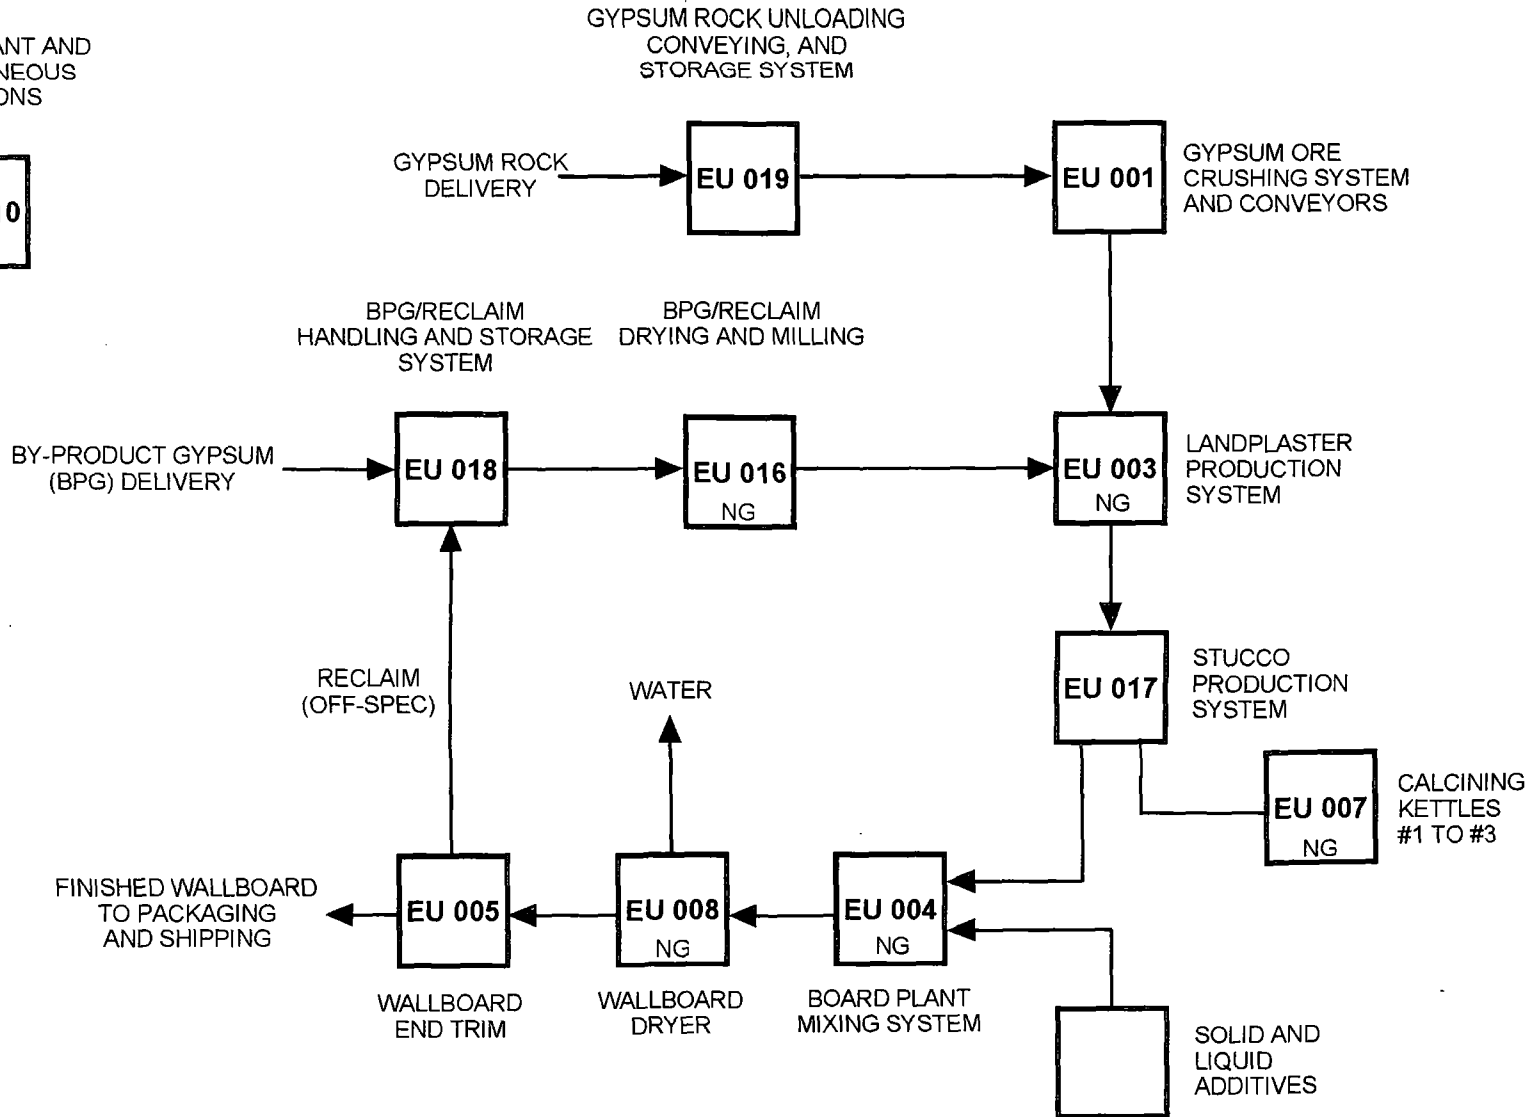 GYPSUM ROCK UNLOADING
CONVEYING, AND
STORAGE SYSTEM
ANT AND
NEOUS
ONS
0
GYPSUM ROCK
DELIVERY
EU 019
EU 001
GYPSUM ORE
CRUSHING SYSTEM
AND CONVEYORS
BPG/RECLAIM
HANDLING AND STORAGE
SYSTEM
BPG/RECLAIM
DRYING AND MILLING
BY-PRODUCT GYPSUM
(BPG) DELIVERY
EU 018
EU 016
NG
EU 003
NG
LANDPLASTER
PRODUCTION
SYSTEM
RECLAIM
(OFF-SPEC)
WATER
EU 017
STUCCO
PRODUCTION
SYSTEM
EU 007
NG
CALCINING
KETTLES
#1 TO #3
FINISHED WALLBOARD
TO PACKAGING
AND SHIPPING
EU 005
EU 008
NG
EU 004
NG
WALLBOARD
END TRIM
WALLBOARD
DRYER
BOARD PLANT
MIXING SYSTEM
SOLID AND
LIQUID
ADDITIVES